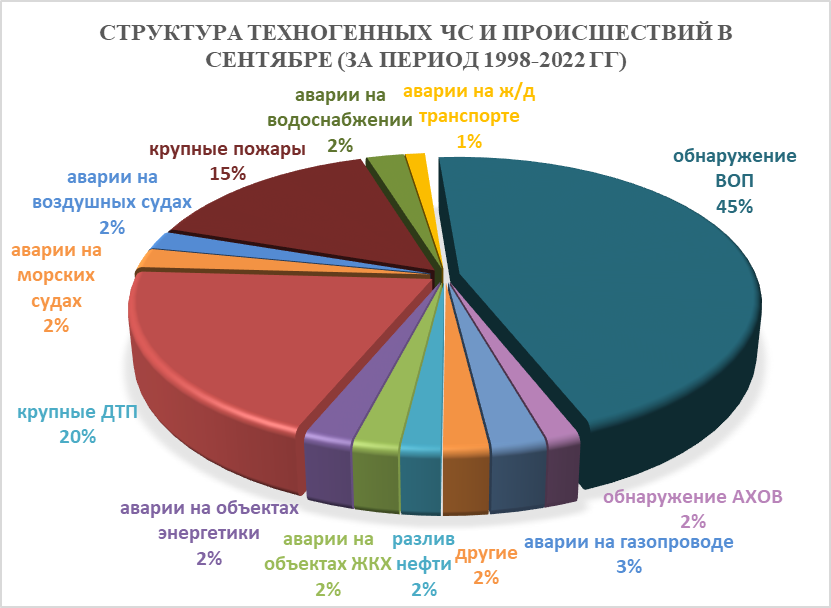 СТРУКТУРА ТЕХНОГЕННЫХ ЧС И ПРОИСШЕСТВИЙ В
СЕНТЯБРЕ (ЗА ПЕРИОД 1998-2022 ГГ)
аварии на
водоснабжении
2%
аварии на ж/д
транспорте
1%
обнаружение
ВОП
45%
крупные пожары
15%
аварии на
воздушных судах
2%
аварии на
морских
судах
2%
крупные ДТП
20%
аварии на объектах
энергетики
2%
аварии на
объектах ЖКХ
2%
разлив
нефти
2%
другие
2%
аварии на газопроводе
3%
обнаружение АХОВ
2%